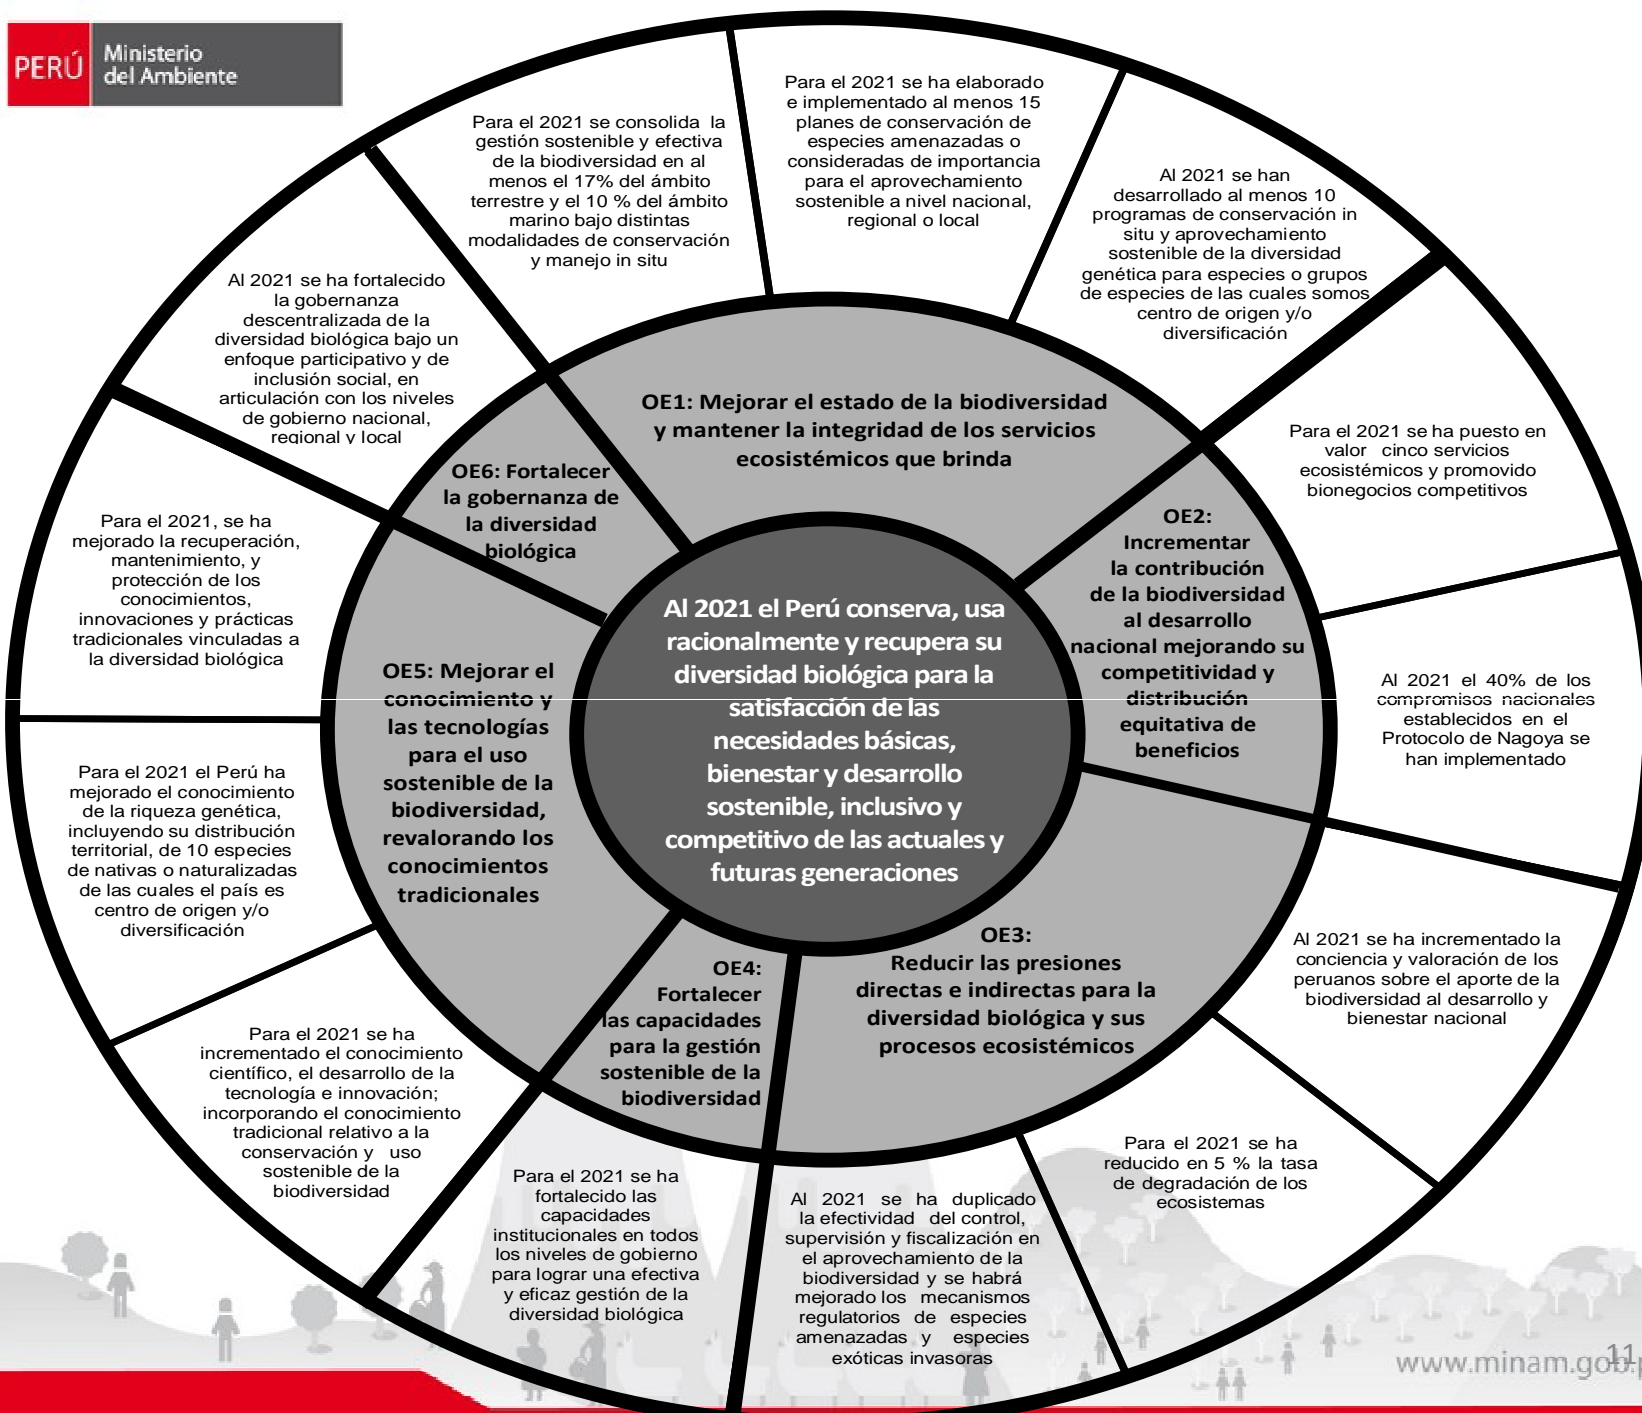 PERÚ
Ministerio
del Ambiente
Para el 2021 se consolida la
gestión sostenible y efectiva
de la biodiversidad en al
menos el 17% del ámbito
terrestre y el 10 % del ámbito
marino bajo distintas
modalidades de conservación
y manejo in situ
Para el 2021 se ha elaborado
e implementado al menos 15
planes de conservación de
especies amenazadas o
consideradas de importancia
para el aprovechamiento
sostenible a nivel nacional,
regional o local
Al 2021 se han
desarrollado al menos 10
programas de conservación in
situ y aprovechamiento
sostenible de la diversidad
genética para especies o grupos
de especies de las cuales somos
centro de origen y/o
diversificación
Para el 2021 se ha puesto en
valor cinco servicios
ecosistémicos y promovido
bionegocios competitivos
Al 2021 el 40% de los
compromisos nacionales
establecidos en el
Protocolo de Nagoya se
han implementado
Al 2021 se ha incrementado la
conciencia y valoración de los
peruanos sobre el aporte de la
biodiversidad al desarrollo y
bienestar nacional
Para el 2021 se ha
reducido en 5 % la tasa
de degradación de los
ecosistemas
Al 2021 se ha duplicado
la efectividad del control,
supervisión y fiscalización en
el aprovechamiento de la
biodiversidad y se habrá
mejorado los mecanismos
regulatorios de especies
amenazadas y especies
exóticas invasoras
Para el 2021 se ha
fortalecido las
capacidades
institucionales en todos
los niveles de gobierno
para lograr una efectiva
y eficaz gestión de la
diversidad biológica
Para el 2021 se ha
incrementado el conocimiento
científico, el desarrollo de la
tecnología e innovación;
incorporando el conocimiento
tradicional relativo a la
conservación y uso
sostenible de la
biodiversidad
Para el 2021 el Perú ha
mejorado el conocimiento
de la riqueza genética,
incluyendo su distribución
territorial, de 10 especies
de nativas o naturalizadas
de las cuales el país es
centro de origen y/o
diversificación
Para el 2021, se ha
mejorado la recuperación,
mantenimiento, y
protección de los
conocimientos,
innovaciones y prácticas
tradicionales vinculadas a
la diversidad biológica
Al 2021 se ha fortalecido
la gobernanza
descentralizada de la
diversidad biológica bajo un
enfoque participativo y de
inclusión social, en
articulación con los niveles
de gobierno nacional,
regional y local
OE1: Mejorar el estado de la biodiversidad
y mantener la integridad de los servicios
ecosistémicos que brinda
OE2:
Incrementar
la contribución
de la biodiversidad
al desarrollo
nacional mejorando su
competitividad y
distribución
equitativa de
beneficios
OE3:
Reducir las presiones
directas e indirectas para la
diversidad biológica y sus
procesos ecosistémicos
OE4:
Fortalecer
las capacidades
para la gestión
sostenible de la
biodiversidad
OE5: Mejorar el
conocimiento y
las tecnologías
para el uso
sostenible de la
biodiversidad,
revalorando los
conocimientos
tradicionales
OE6: Fortalecer
la gobernanza de
la diversidad
biológica
Al 2021 el Perú conserva, usa
racionalmente y recupera su
diversidad biológica para la
satisfacción de las
necesidades básicas,
bienestar y desarrollo
sostenible, inclusivo y
competitivo de las actuales y
futuras generaciones
www.minam.gob.p
11